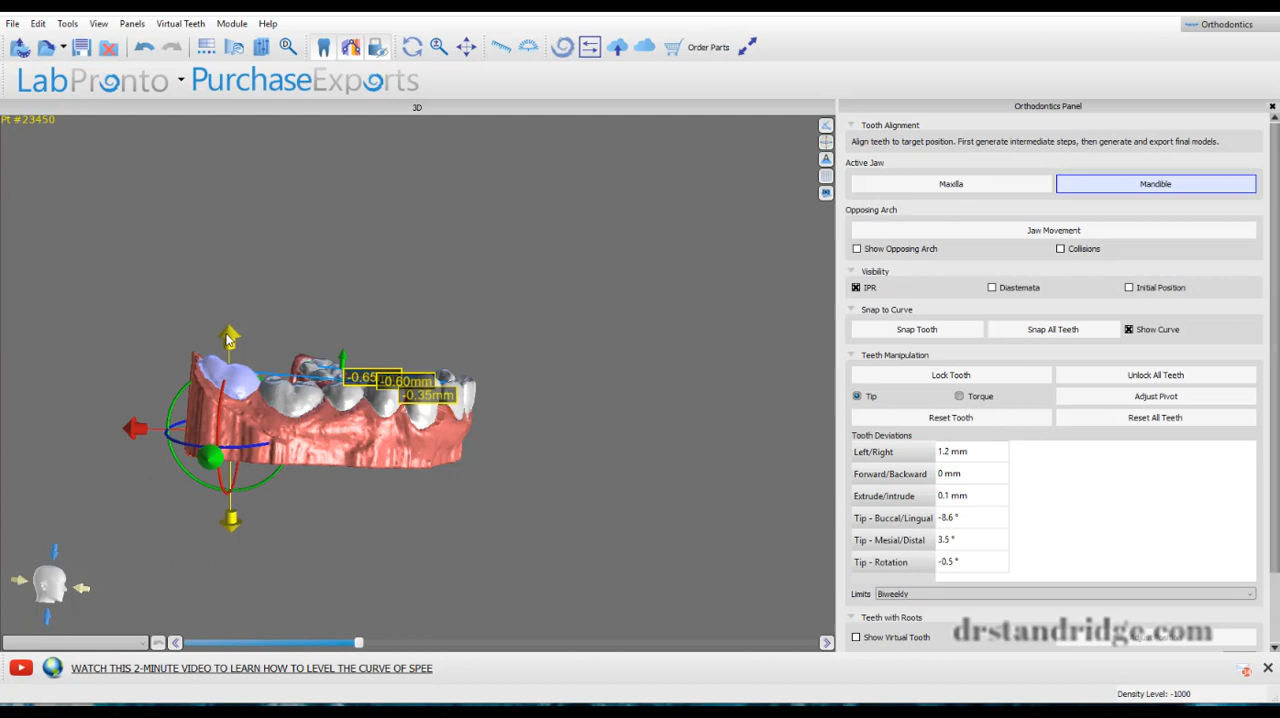 File Edit Tools View Panels Virtual Teeth Module Help
Orthodontics
Order Parts
LabPronto PurchaseExports
3D
Pt #23450
-0.65
-0.60mm
-0.35mm
Orthodontics Panel
Tooth Alignment
Align teeth to target position. First generate intermediate steps, then generate and export final models.
Active Jaw
Maxilla Mandible
Opposing Arch
Jaw Movement
Show Opposing Arch Collisions
Visibility
IPR Diastemata Initial Position
Snap to Curve
Snap Tooth Snap All Teeth Show Curve
Teeth Manipulation
Lock Tooth Unlock All Teeth
Tip Torque Adjust Pivot
Reset Tooth Reset All Teeth
Tooth Deviations
Left/Right 1.2 mm
Forward/Backward 0 mm
Extrude/Intrude 0.1 mm
Tip - Buccal/Lingual -8.6 °
Tip - Mesial/Distal 3.5 °
Tip - Rotation -0.5 °
Limits Biweekly
Teeth with Roots
Show Virtual Tooth
drstandridge.com
WATCH THIS 2-MINUTE VIDEO TO LEARN HOW TO LEVEL THE CURVE OF SPEE
Density Level: -1000